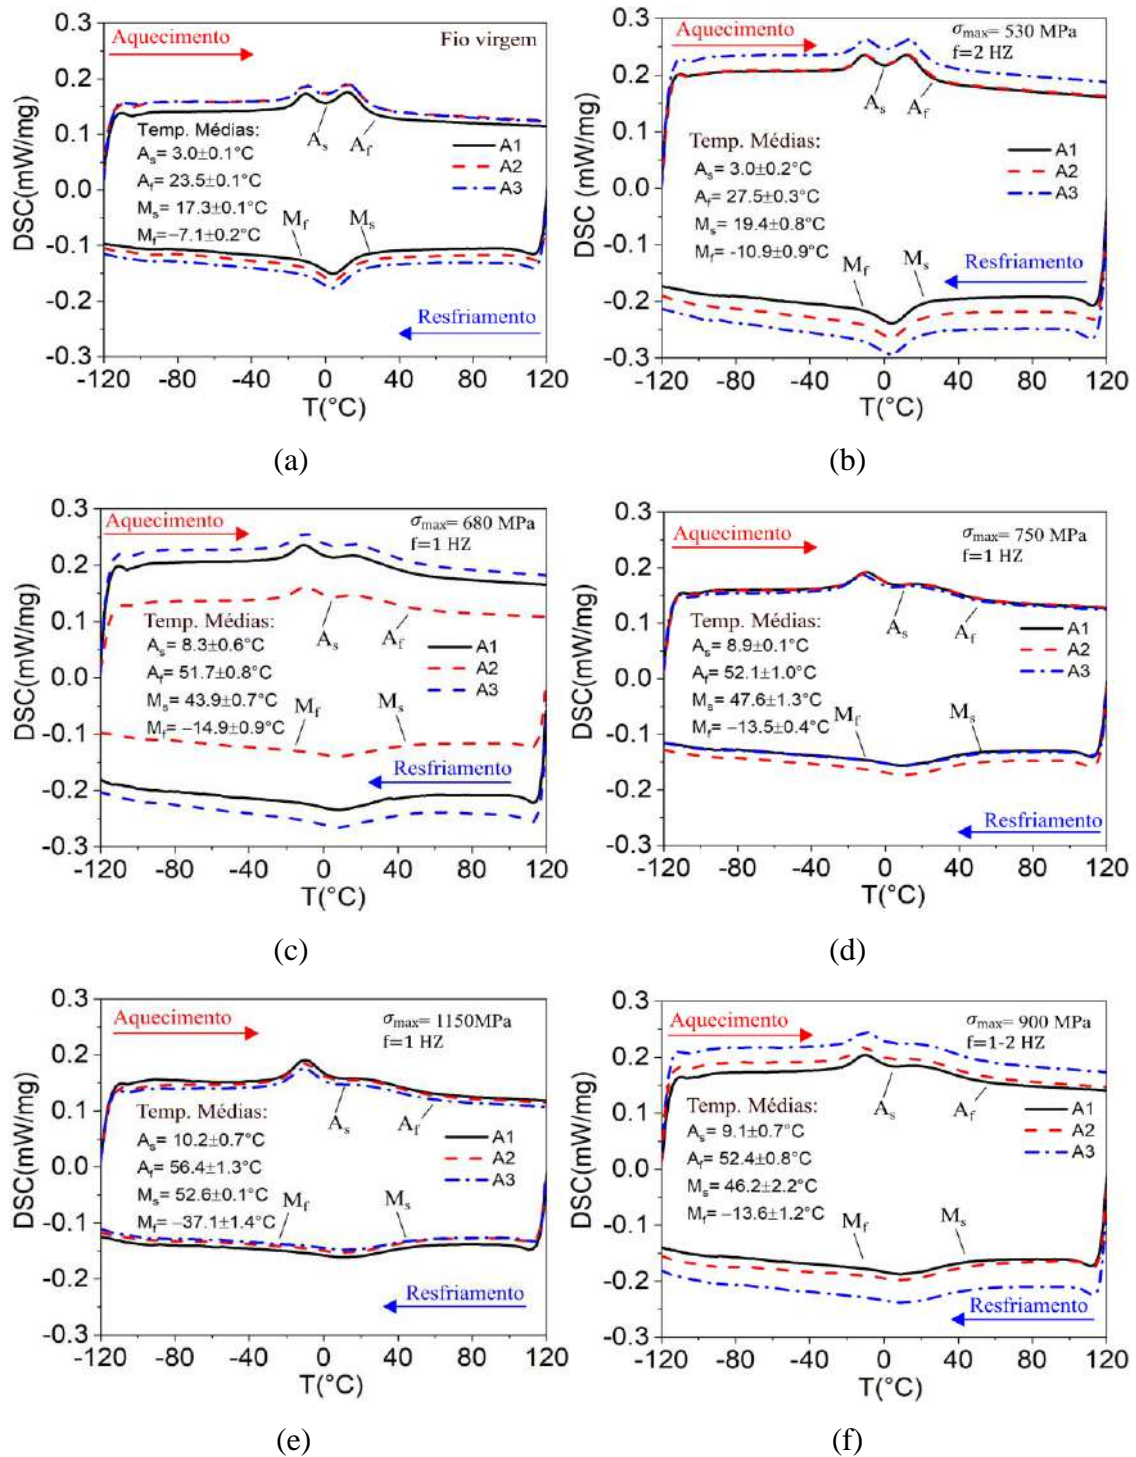 (a)
Aquecimento
Fio virgem
0.3
0.2
0.1
0.0
-0.1
-0.2
-0.3
DSC(mW/mg)
Temp. Médias:
As= 3.0±0.1°C
Af= 23.5±0.1°C
Ms= 17.3±0.1°C
Mf= −7.1±0.2°C
As
Af
A1
A2
A3
Mf
Ms
Resfriamento
-120 -80 -40 0 40 80 120
T(°C)
(b)
Aquecimento
σmax= 530 MPa
f=2 HZ
0.3
0.2
0.1
0.0
-0.1
-0.2
-0.3
DSC (mW/mg)
As
Af
Temp. Médias:
As= 3.0±0.2°C
Af= 27.5±0.3°C
Ms= 19.4±0.8°C
Mf= -10.9±0.9°C
A1
A2
A3
Mf
Ms
Resfriamento
-120 -80 -40 0 40 80 120
T(°C)
(a)
(b)
Aquecimento
σmax= 680 MPa
f=1 HZ
0.3
0.2
0.1
0.0
-0.1
-0.2
-0.3
DSC(mW/mg)
Temp. Médias:
As= 8.3±0.6°C
Af= 51.7±0.8°C
Ms= 43.9±0.7°C
Mf= −14.9±0.9°C
As
Af
A1
A2
A3
Mf
Ms
Resfriamento
-120 -80 -40 0 40 80 120
T(°C)
Aquecimento
σmax= 750 MPa
f=1 HZ
0.3
0.2
0.1
0.0
-0.1
-0.2
-0.3
DSC(mW/mg)
Temp. Médias:
As= 8.9±0.1°C
Af= 52.1±1.0°C
Ms= 47.6±1.3°C
Mf= −13.5±0.4°C
As
Af
A1
A2
A3
Mf
Ms
Resfriamento
-120 -80 -40 0 40 80 120
T(°C)
(c)
(d)
Aquecimento
σmax= 1150MPa
f=1 HZ
0.3
0.2
0.1
0.0
-0.1
-0.2
-0.3
DSC(mW/mg)
Temp. Médias:
As= 10.2±0.7°C
Af= 56.4±1.3°C
Ms= 52.6±0.1°C
Mf= −37.1±1.4°C
As
Af
A1
A2
A3
Mf
Ms
Resfriamento
-120 -80 -40 0 40 80 120
T(°C)
Aquecimento
σmax= 900 MPa
f=1-2 HZ
0.3
0.2
0.1
0.0
-0.1
-0.2
-0.3
DSC(mW/mg)
Temp. Médias:
As= 9.1±0.7°C
Af= 52.4±0.8°C
Ms= 46.2±2.2°C
Mf= −13.6±1.2°C
As
Af
A1
A2
A3
Mf
Ms
Resfriamento
-120 -80 -40 0 40 80 120
T(°C)
(e)
(f)